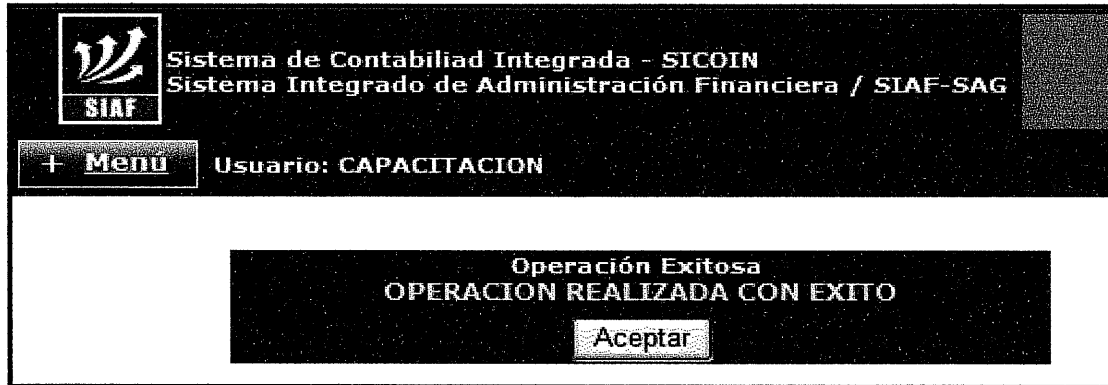 SIAF
Sistema de Contabiliad Integrada - SICOIN
Sistema Integrado de Administración Financiera / SIAF-SAG
+ Menú
Usuario: CAPACITACION
Operación Exitosa
OPERACION REALIZADA CON EXITO
Aceptar